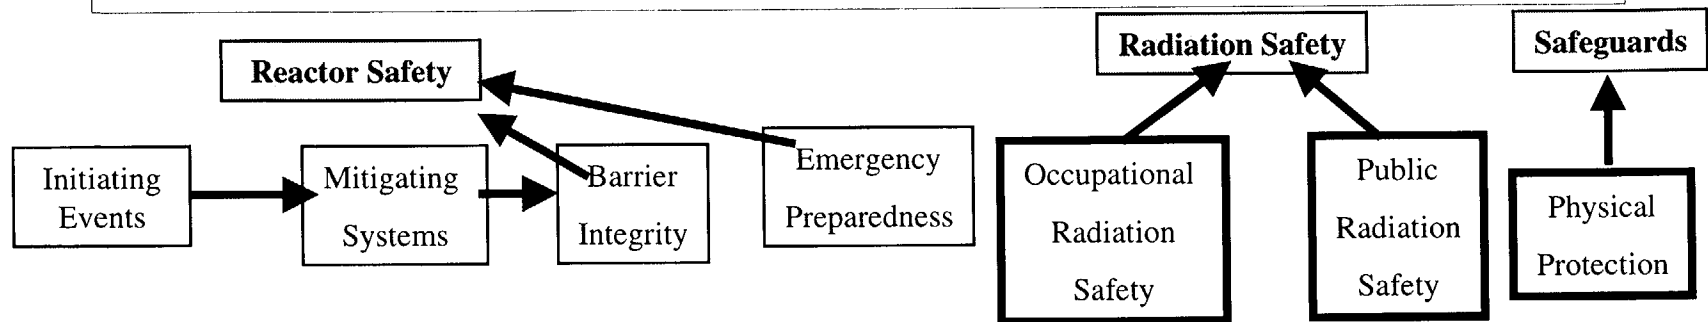 Reactor Safety
Radiation Safety
Safeguards
Initiating
Events
Mitigating
Systems
Barrier
Integrity
Emergency
Preparedness
Occupational
Radiation
Safety
Public
Radiation
Safety
Physical
Protection